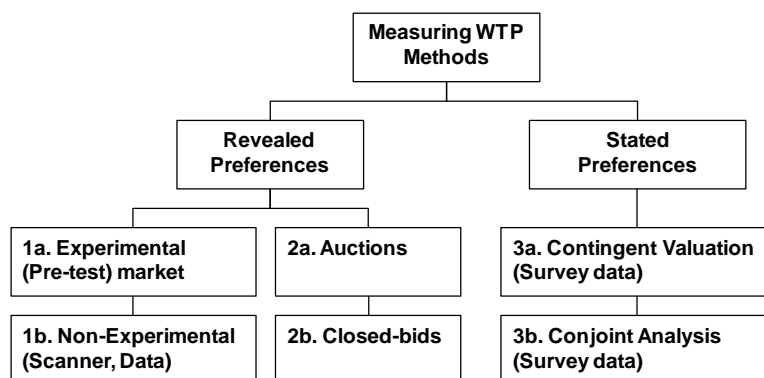 Measuring WTP
Methods
Revealed
Preferences
Stated
Preferences
1a. Experimental
(Pre-test) market
2a. Auctions
3a. Contingent Valuation
(Survey data)
1b. Non-Experimental
(Scanner, Data)
2b. Closed-bids
3b. Conjoint Analysis
(Survey data)